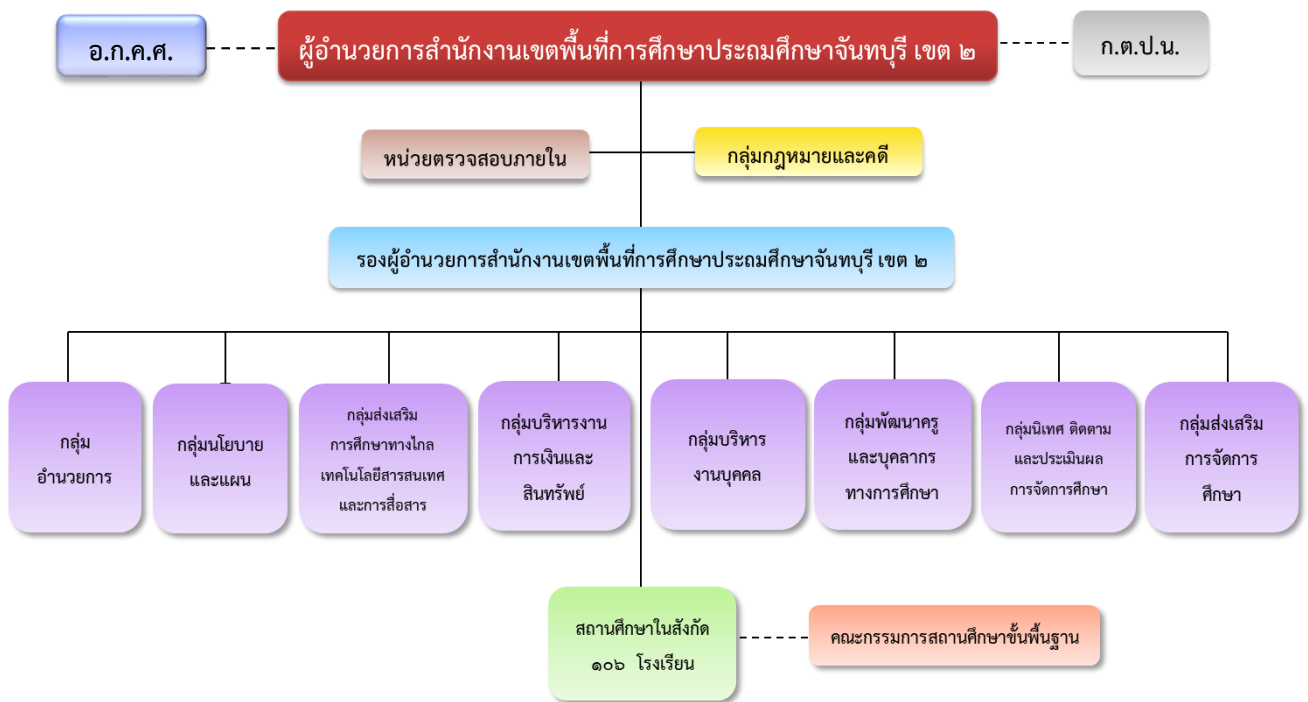 อ.ก.ค.ศ.
ผู้อำนวยการสำนักงานเขตพื้นที่การศึกษาประถมศึกษาจันทบุรี เขต ๒
ก.ต.ป.น.
หน่วยตรวจสอบภายใน
กลุ่มกฎหมายและคดี
รองผู้อำนวยการสำนักงานเขตพื้นที่การศึกษาประถมศึกษาจันทบุรี เขต ๒
กลุ่ม
อำนวยการ
กลุ่มนโยบาย
และแผน
กลุ่มส่งเสริม
การศึกษาทางไกล
เทคโนโลยีสารสนเทศ
และการสื่อสาร
กลุ่มบริหารงาน
การเงินและ
สินทรัพย์
กลุ่มบริหาร
งานบุคคล
กลุ่มพัฒนาครู
และบุคลากร
ทางการศึกษา
กลุ่มนิเทศ ติดตาม
และประเมินผล
การจัดการศึกษา
กลุ่มส่งเสริม
การจัดการ
ศึกษา
สถานศึกษาในสังกัด
๑๐๖ โรงเรียน
คณะกรรมการสถานศึกษาขั้นพื้นฐาน